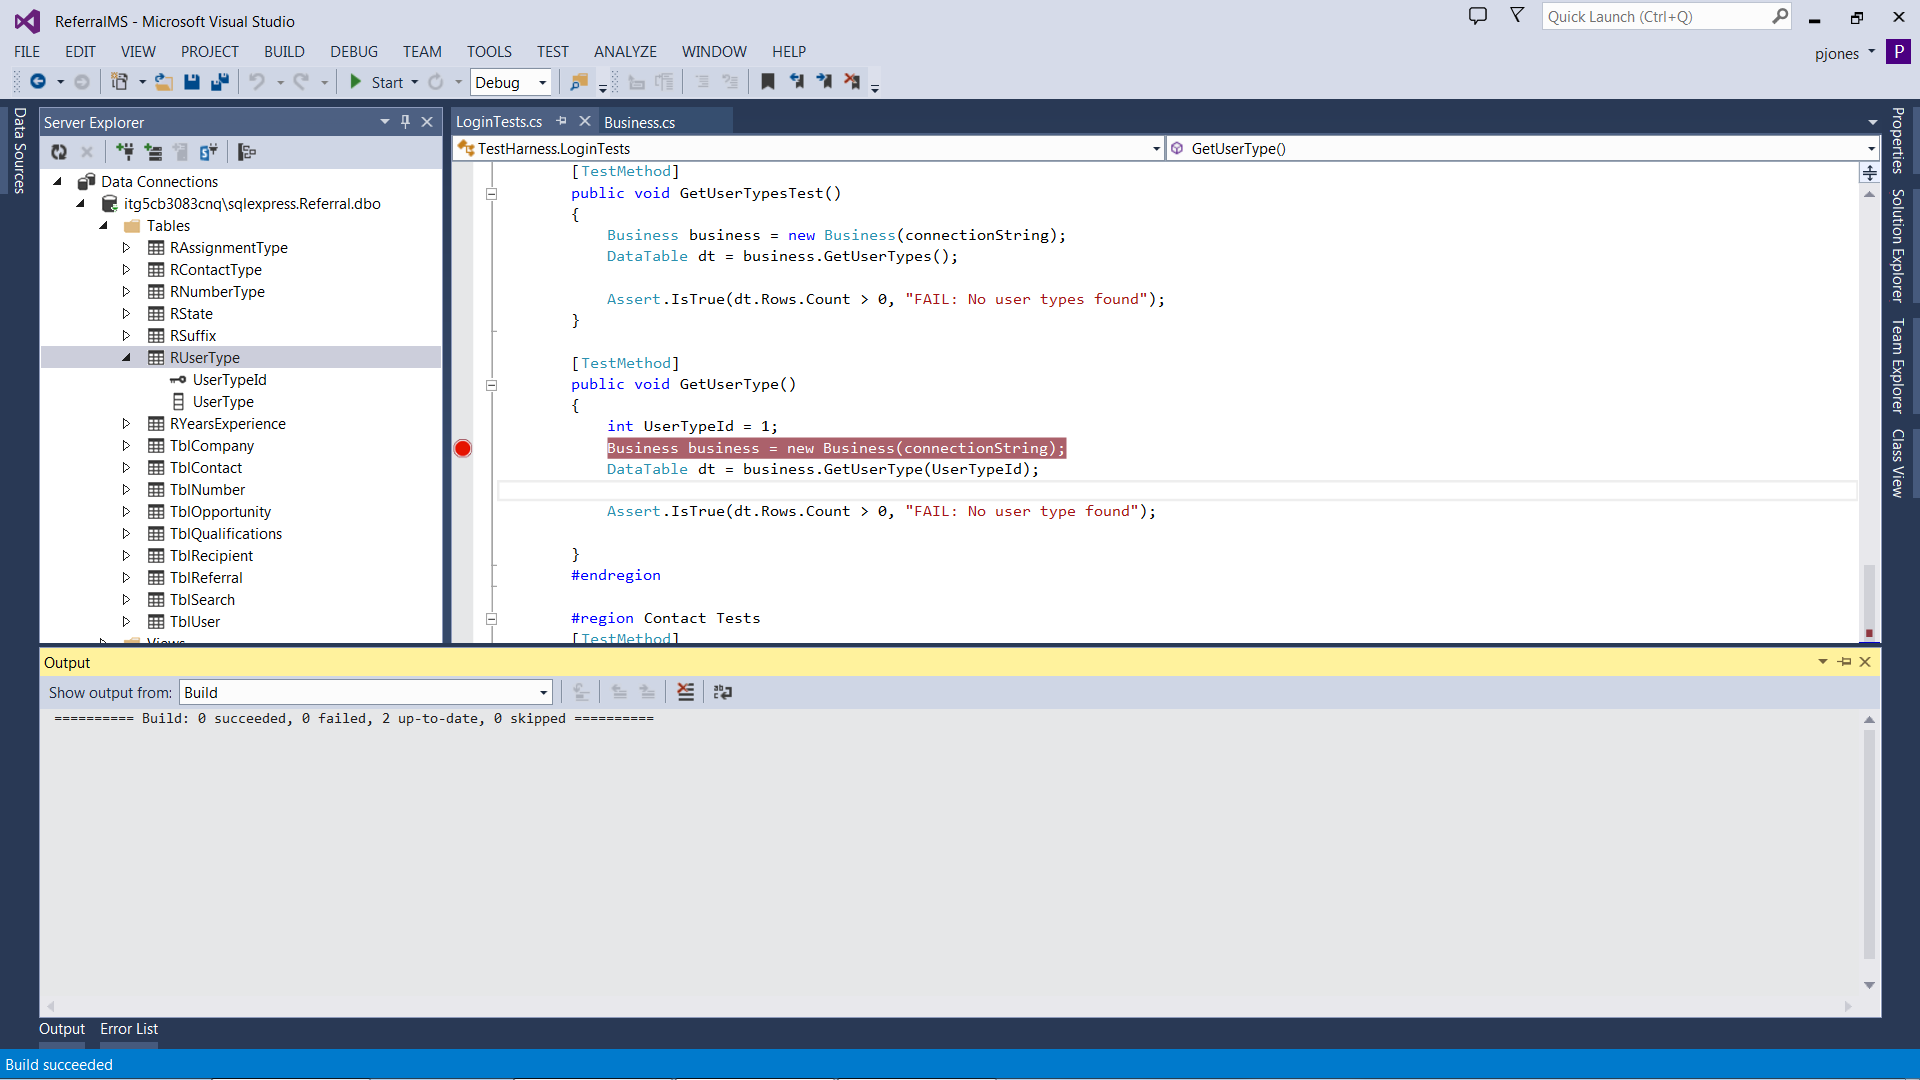 ReferralMS - Microsoft Visual Studio
Quick Launch (Ctrl+Q)
FILE EDIT VIEW PROJECT BUILD DEBUG TEAM TOOLS TEST ANALYZE WINDOW HELP
pjones P
Start Debug
Data Sources
Server Explorer
Data Connections
itg5cb3083cnq\sqlexpress.Referral.dbo
Tables
RAssignmentType
RContactType
RNumberType
RState
RSuffix
RUserType
UserTypeId
UserType
RYearsExperience
TblCompany
TblContact
TblNumber
TblOpportunity
TblQualifications
TblRecipient
TblReferral
TblSearch
TblUser
Views
LoginTests.cs Business.cs
TestHarness.LoginTests GetUserType()
[TestMethod]
public void GetUserTypesTest()
{
Business business = new Business(connectionString);
DataTable dt = business.GetUserTypes();
Assert.IsTrue(dt.Rows.Count > 0, "FAIL: No user types found");
}
[TestMethod]
public void GetUserType()
{
int UserTypeId = 1;
Business business = new Business(connectionString);
DataTable dt = business.GetUserType(UserTypeId);
Assert.IsTrue(dt.Rows.Count > 0, "FAIL: No user type found");
}
#endregion
#region Contact Tests
[TestMethod]
Properties
Solution Explorer
Team Explorer
Class View
Output
Show output from: Build
========== Build: 0 succeeded, 0 failed, 2 up-to-date, 0 skipped ==========
Output Error List
Build succeeded